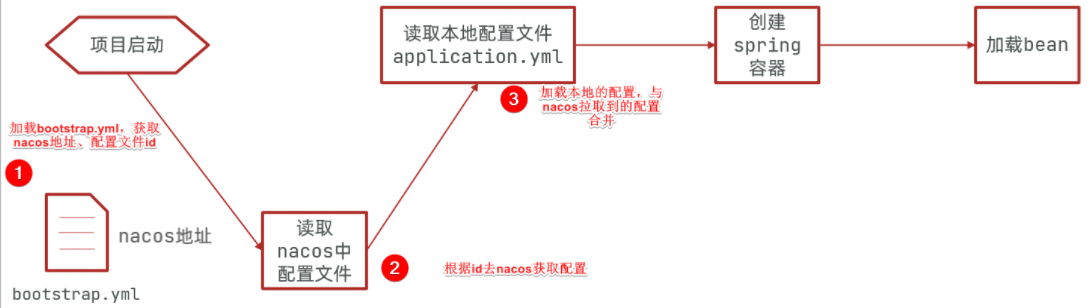 项目启动
加载bootstrap.yml，获取
nacos地址、配置文件id
1
nacos地址
bootstrap.yml
读取
nacos中
配置文件
2
根据id去nacos获取配置
读取本地配置文件
application.yml
3
加载本地的配置，与
nacos拉取到的配置
合并
创建
spring
容器
加载bean